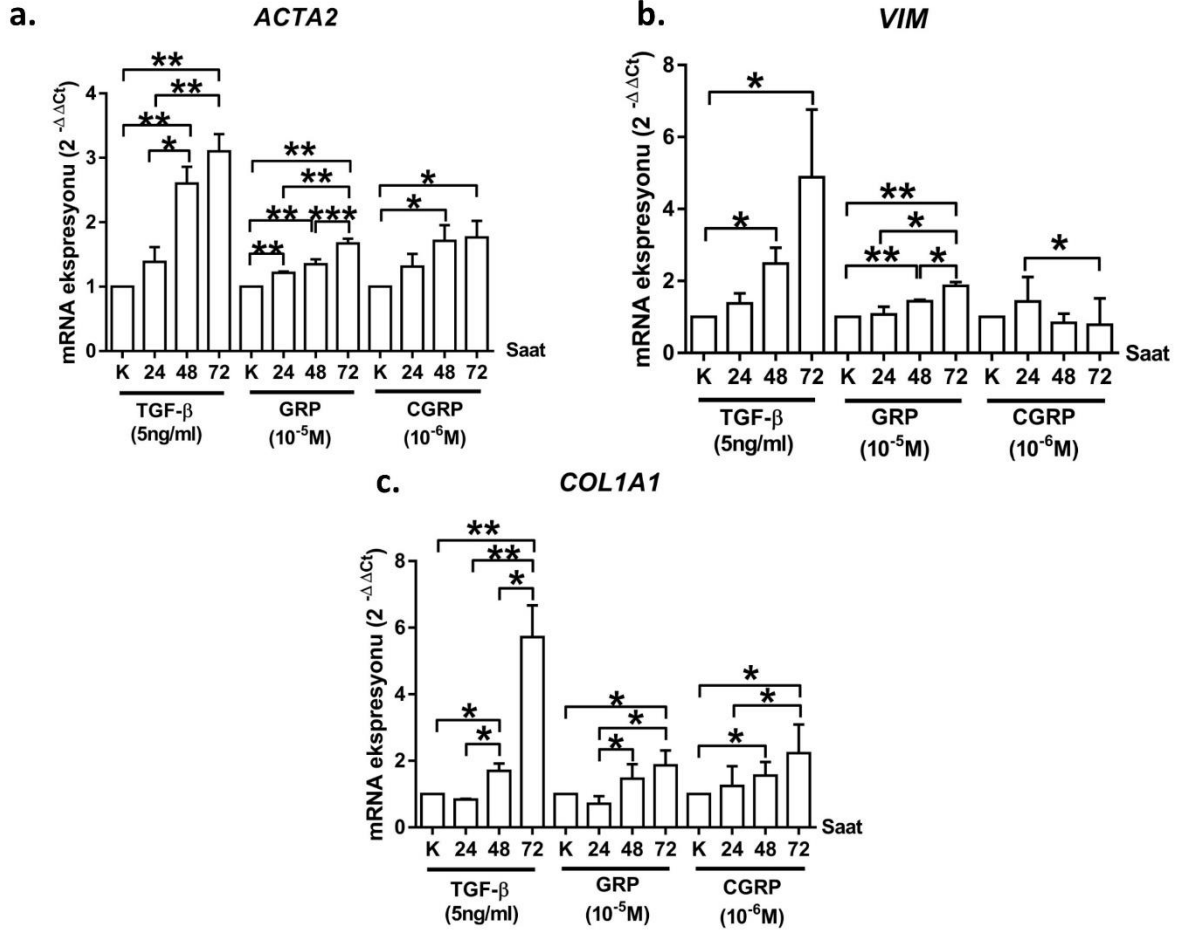 a.
ACTA2
mRNA ekspresyonu (2 -Δ ΔCt)
4
3
2
1
0
** ** ** *
** ** ** *** **
* *
K 24 48 72 K 24 48 72 K 24 48 72
Saat
TGF-β GRP CGRP
(5ng/ml) (10-5M) (10-6M)
b.
VIM
mRNA ekspresyonu (2 -Δ ΔCt)
8
6
4
2
0
* *
** * ** *
*
K 24 48 72 K 24 48 72 K 24 48 72
Saat
TGF-β GRP CGRP
(5ng/ml) (10-5M) (10-6M)
c.
COL1A1
mRNA ekspresyonu (2 -Δ ΔCt)
8
6
4
2
0
** ** * * *
* * *
* * *
K 24 48 72 K 24 48 72 K 24 48 72
Saat
TGF-β GRP CGRP
(5ng/ml) (10-5M) (10-6M)